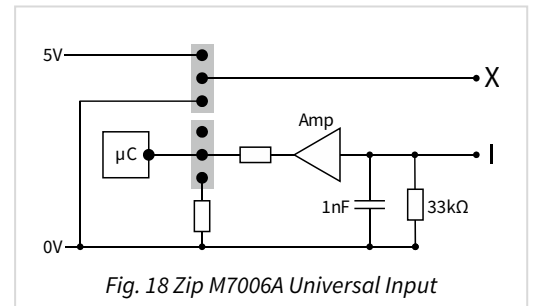 5V
X
Amp
μC
I
1nF
33kΩ
0V
Fig. 18 Zip M7006A Universal Input